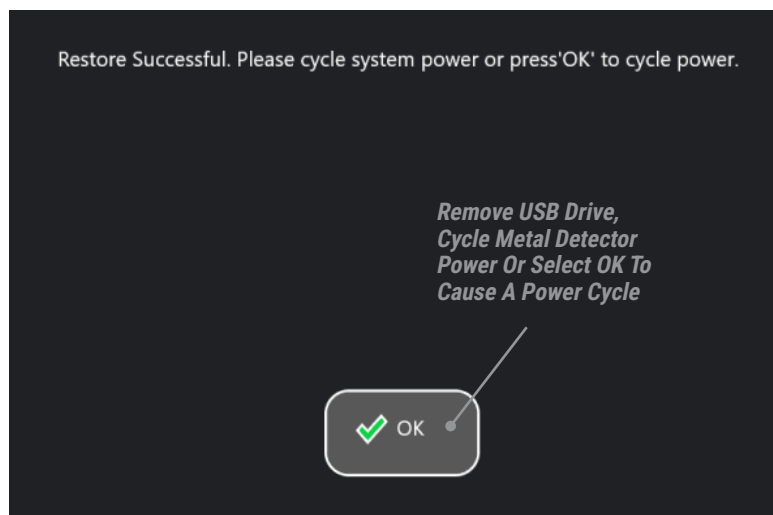 Restore Successful. Please cycle system power or press'OK' to cycle power.
Remove USB Drive,
Cycle Metal Detector
Power Or Select OK To
Cause A Power Cycle
OK